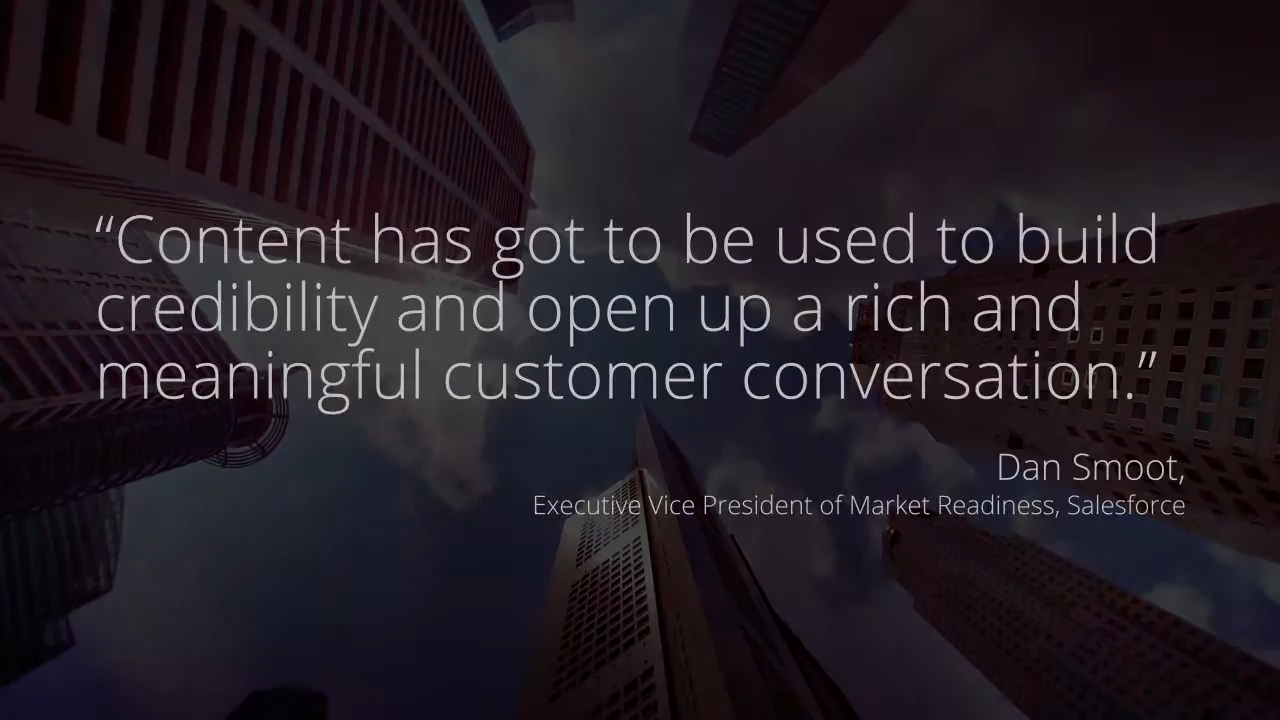 “Content has got to be used to build
credibility and open up a rich and
meaningful customer conversation.”
Dan Smoot,
Executive Vice President of Market Readiness, Salesforce